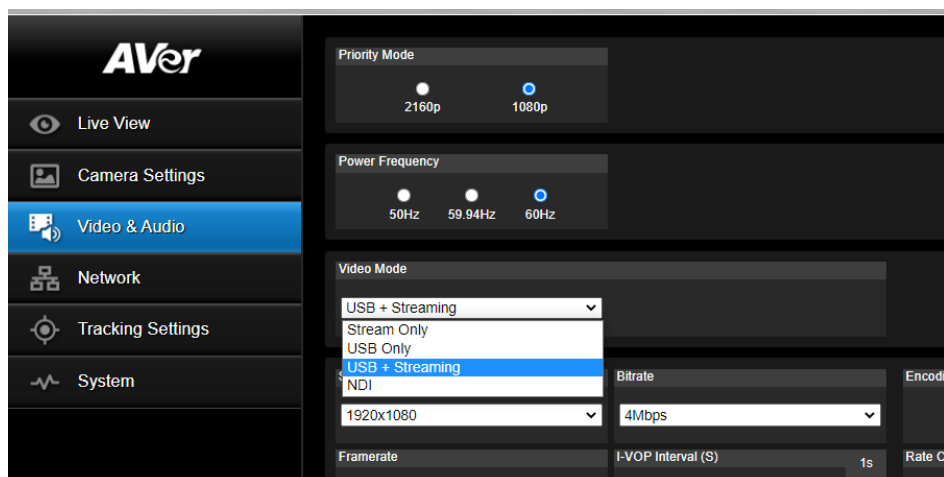 AVer
Live View
Camera Settings
Video & Audio
Network
Tracking Settings
System
Priority Mode
2160p 1080p
Power Frequency
50Hz 59.94Hz 60Hz
Video Mode
USB + Streaming
Stream Only
USB Only
USB + Streaming
NDI
Bitrate
Encodi
1920x1080
4Mbps
Framerate
I-VOP Interval (S) 1s
Rate C